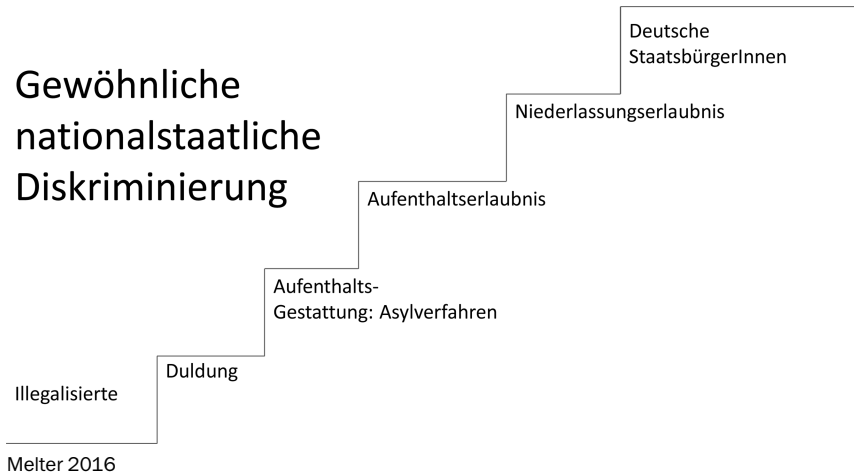 Gewöhnliche
nationalstaatliche
Diskriminierung
Deutsche
StaatsbürgerInnen
Niederlassungserlaubnis
Aufenthaltserlaubnis
Aufenthalts-
Gestattung: Asylverfahren
Duldung
Illegalisierte
Melter 2016